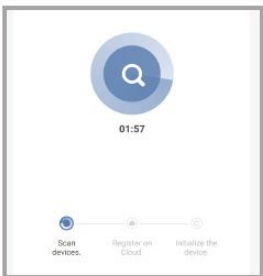 01:57
Scan Register on Initialize the
devices. Cloud. device.